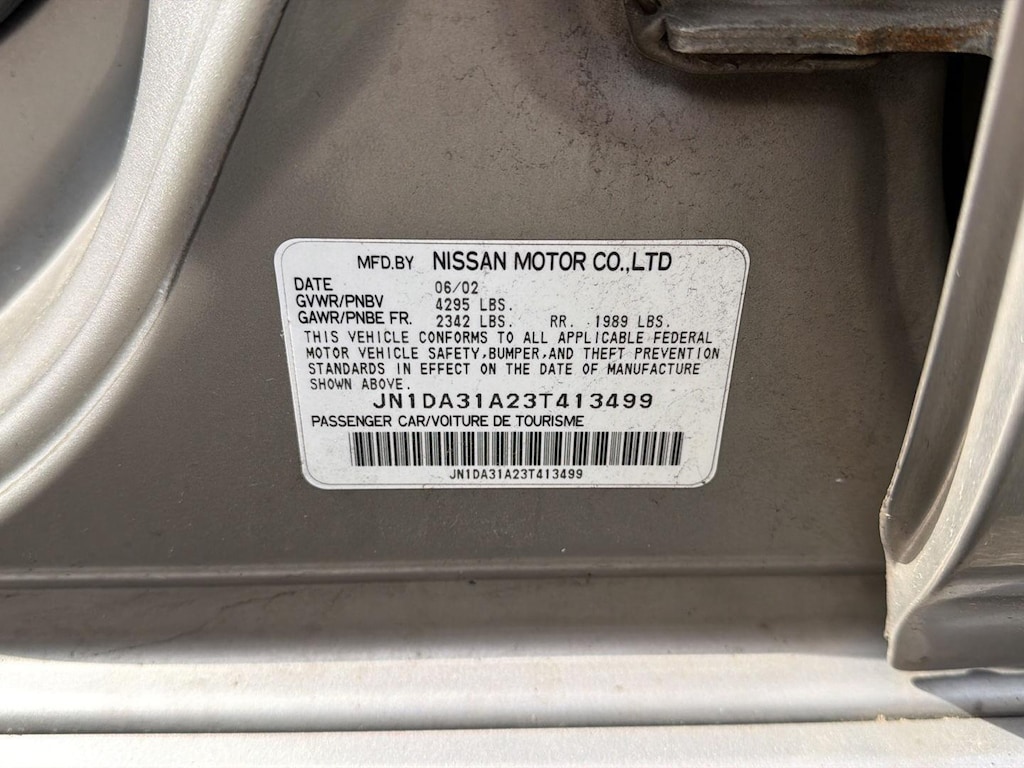 MFD.BY NISSAN MOTOR CO.,LTD
DATE 06/02
GVWR/PNBV 4295 LBS.
GAWR/PNBE FR. 2342 LBS. RR. 1989 LBS.
THIS VEHICLE CONFORMS TO ALL APPLICABLE FEDERAL
MOTOR VEHICLE SAFETY,BUMPER,AND THEFT PREVENTION
STANDARDS IN EFFECT ON THE DATE OF MANUFACTURE
SHOWN ABOVE.
JN1DA31A23T413499
PASSENGER CAR/VOITURE DE TOURISME
JN1DA31A23T413499